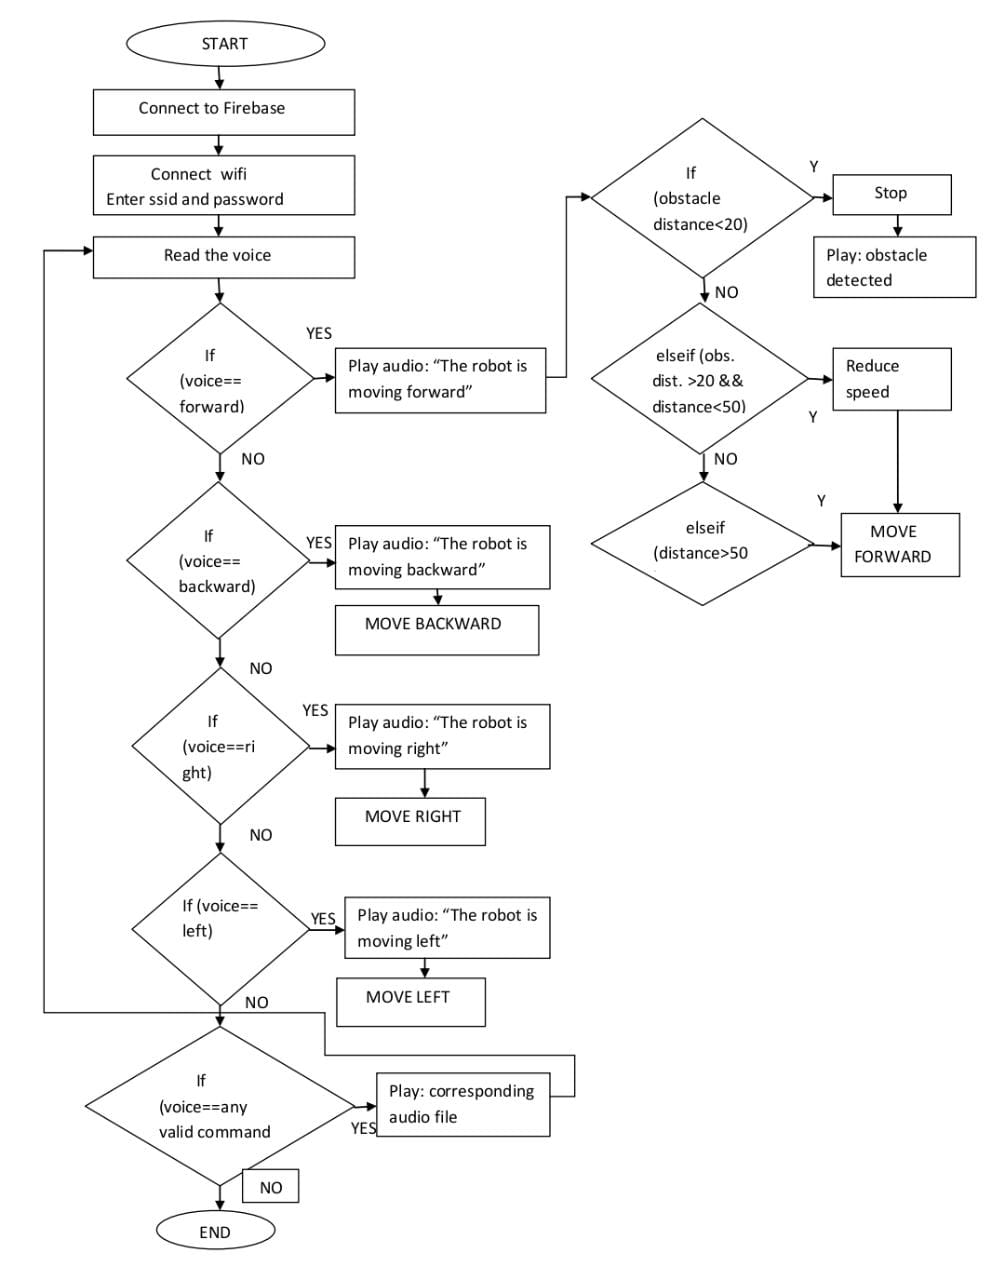 START
Connect to Firebase
Connect  wifi
Enter ssid and password
Read the voice
If
(voice==
forward)
YES
Play audio: “The robot is
moving forward”
NO
If
(voice==
backward)
YES
Play audio: “The robot is
moving backward”
MOVE BACKWARD
NO
If
(voice==ri
ght)
YES
Play audio: “The robot is
moving right”
MOVE RIGHT
NO
If (voice==
left)
YES
Play audio: “The robot is
moving left”
MOVE LEFT
NO
If
(voice==any
valid command
YES
Play: corresponding
audio file
NO
END
If
(obstacle
distance<20)
Y
Stop
Play: obstacle
detected
NO
elseif (obs.
dist. >20 &&
distance<50)
Y
Reduce
speed
NO
elseif
(distance>50
Y
MOVE
FORWARD